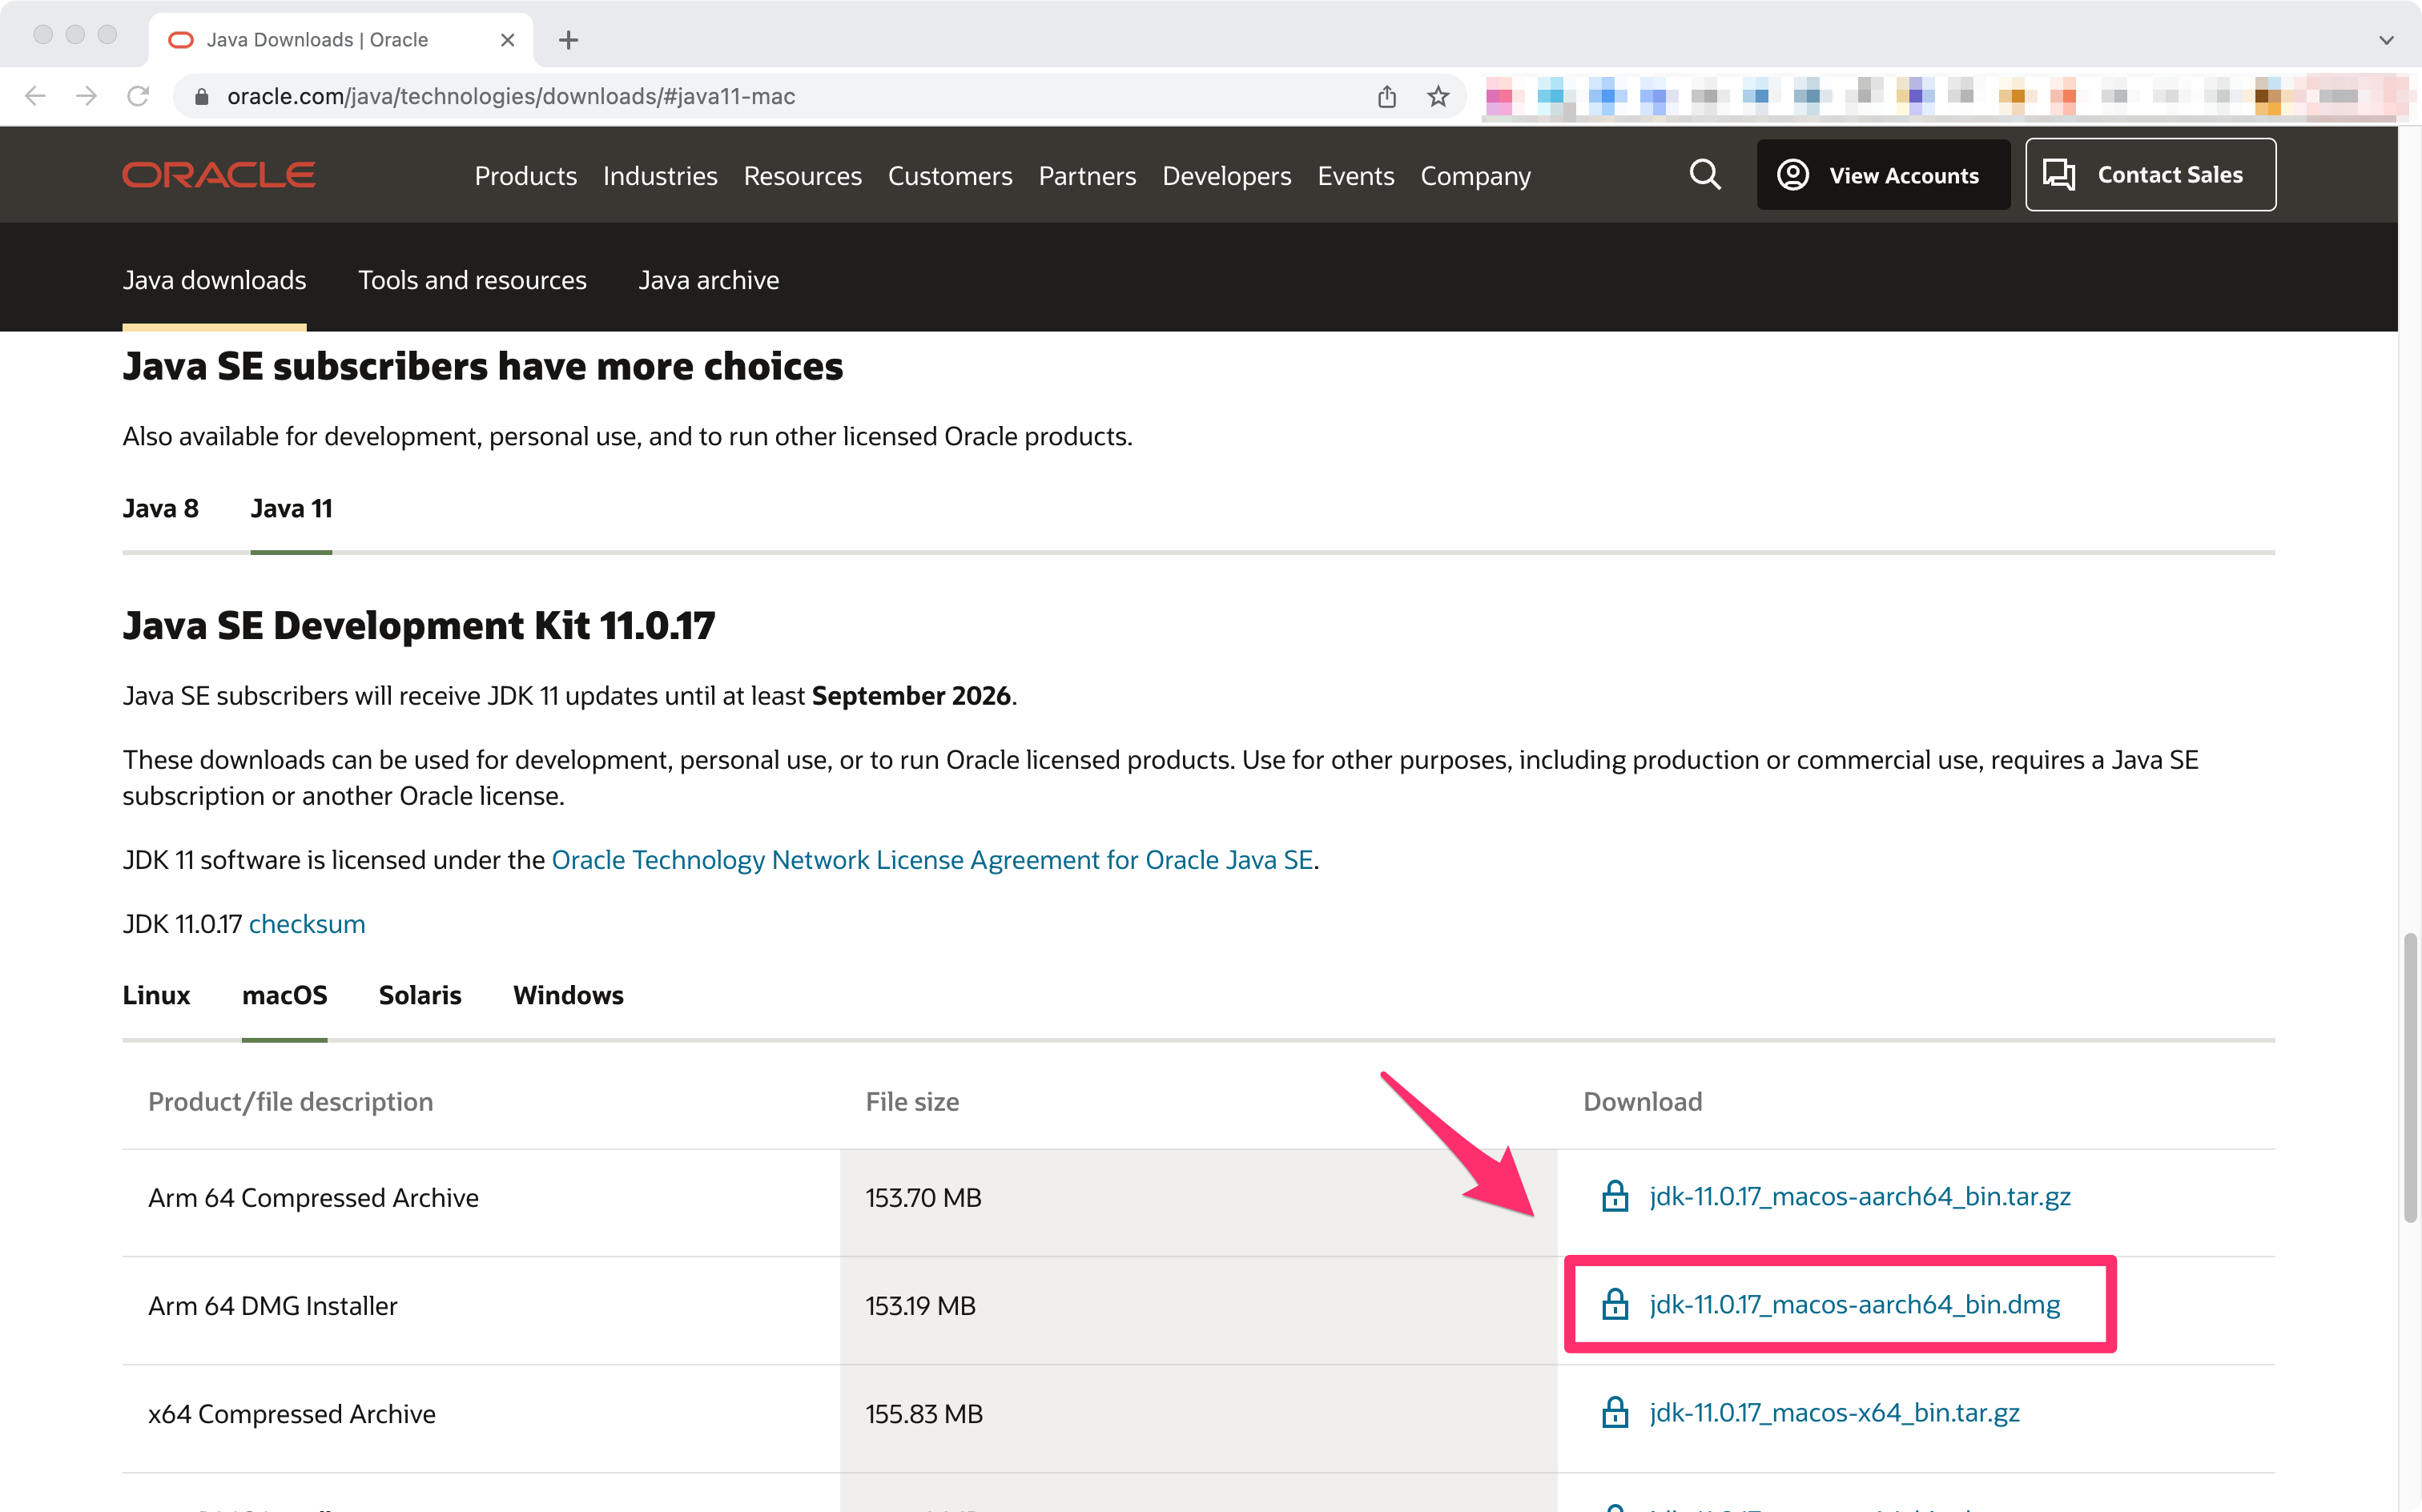 Java Downloads | Oracle
oracle.com/java/technologies/downloads/#java11-mac
ORACLE
Products Industries Resources Customers Partners Developers Events Company
View Accounts
Contact Sales
Java downloads Tools and resources Java archive
Java SE subscribers have more choices
Also available for development, personal use, and to run other licensed Oracle products.
Java 8 Java 11
Java SE Development Kit 11.0.17
Java SE subscribers will receive JDK 11 updates until at least September 2026.
These downloads can be used for development, personal use, or to run Oracle licensed products. Use for other purposes, including production or commercial use, requires a Java SE
subscription or another Oracle license.
JDK 11 software is licensed under the Oracle Technology Network License Agreement for Oracle Java SE.
JDK 11.0.17 checksum
Linux macOS Solaris Windows
Product/file description File size Download
Arm 64 Compressed Archive 153.70 MB jdk-11.0.17_macos-aarch64_bin.tar.gz
Arm 64 DMG Installer 153.19 MB jdk-11.0.17_macos-aarch64_bin.dmg
x64 Compressed Archive 155.83 MB jdk-11.0.17_macos-x64_bin.tar.gz